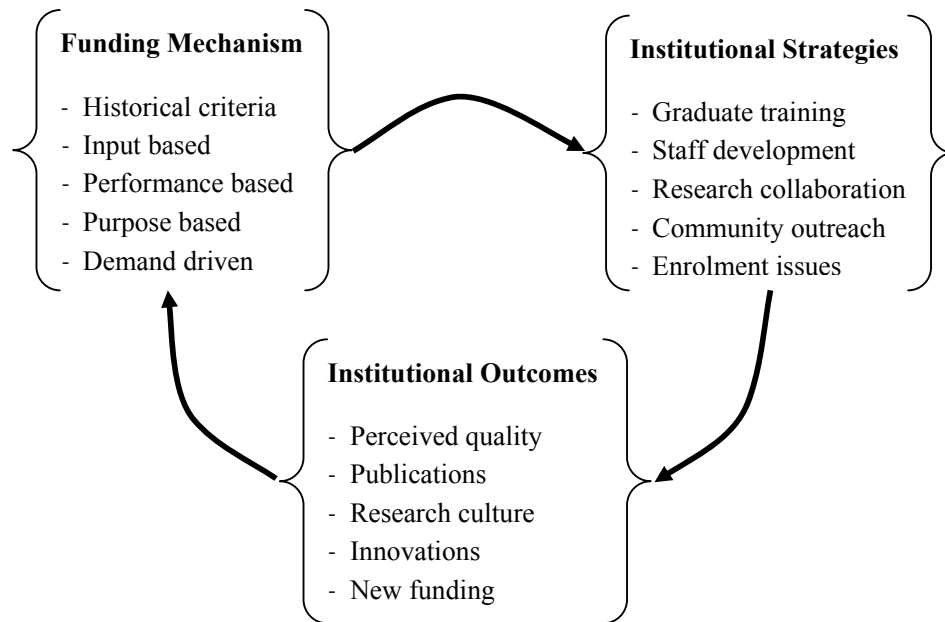 Funding Mechanism
- Historical criteria
- Input based
- Performance based
- Purpose based
- Demand driven
Institutional Strategies
- Graduate training
- Staff development
- Research collaboration
- Community outreach
- Enrolment issues
Institutional Outcomes
- Perceived quality
- Publications
- Research culture
- Innovations
- New funding